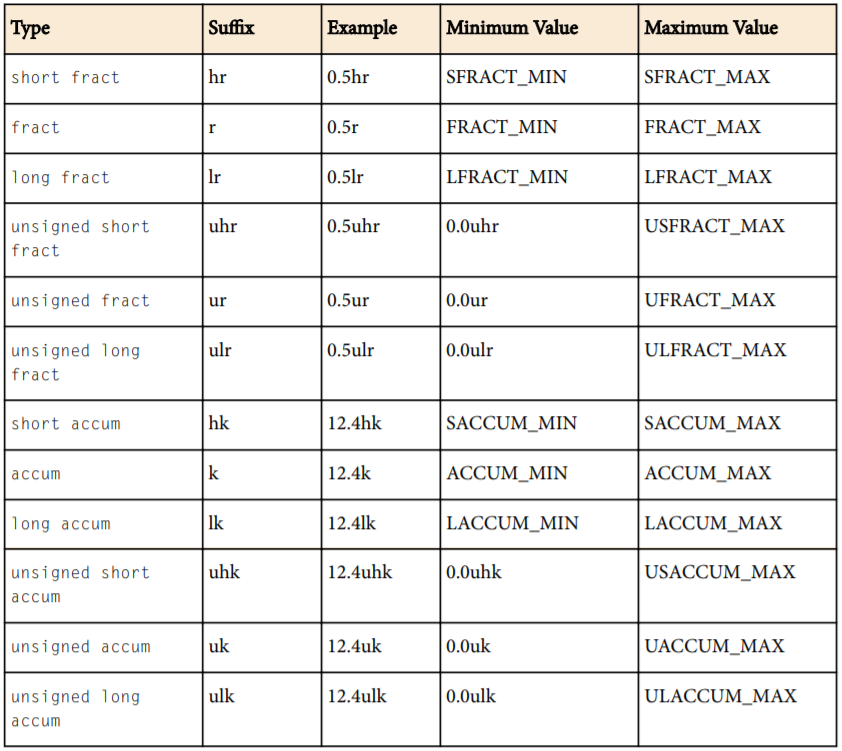 Type Suffix Example Minimum Value Maximum Value
short fract hr 0.5hr SFRACT_MIN SFRACT_MAX
fract r 0.5r FRACT_MIN FRACT_MAX
long fract lr 0.5lr LFRACT_MIN LFRACT_MAX
unsigned short uhr 0.5uhr 0.0uhr USFRACT_MAX
fract
unsigned fract ur 0.5ur 0.0ur UFRACT_MAX
unsigned long ulr 0.5ulr 0.0ulr ULFRACT_MAX
fract
short accum hk 12.4hk SACCUM_MIN SACCUM_MAX
accum k 12.4k ACCUM_MIN ACCUM_MAX
long accum lk 12.4lk LACCUM_MIN LACCUM_MAX
unsigned short uhk 12.4uhk 0.0uhk USACCUM_MAX
accum
unsigned accum uk 12.4uk 0.0uk UACCUM_MAX
unsigned long ulk 12.4ulk 0.0ulk ULACCUM_MAX
accum